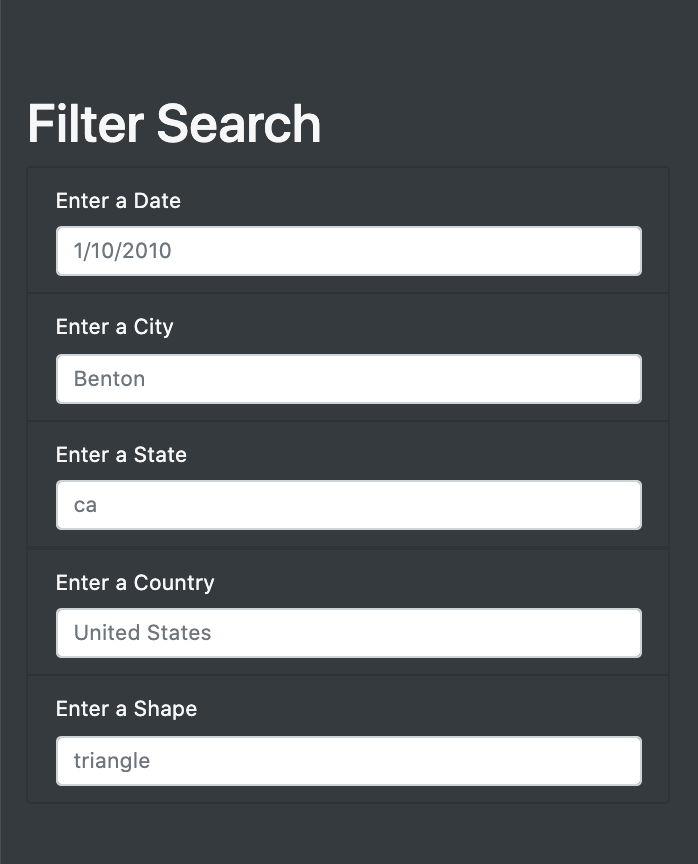 Filter Search
Enter a Date
1/10/2010
Enter a City
Benton
Enter a State
ca
Enter a Country
United States
Enter a Shape
triangle